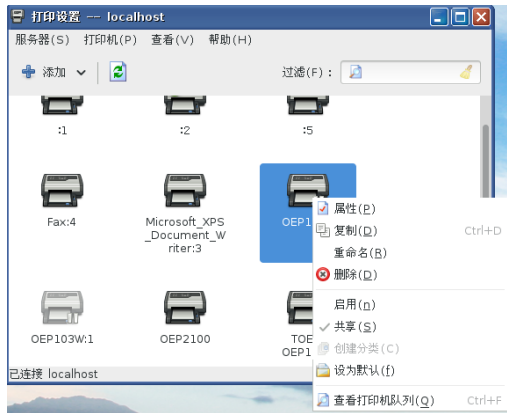 打印设置 —— localhost
服务器(S) 打印机(P) 查看(V) 帮助(H)
添加 过滤(F)：
:1 :2 :5
Fax:4 Microsoft_XPS OEP1
_Document_W
riter:3
属性(P)
复制(D) Ctrl+D
重命名(R)
删除(D)
启用(n)
共享(S)
创建分类(C)
设为默认(f)
查看打印机队列(Q) Ctrl+F
OEP103W:1 OEP2100 TOE
OEP1
已连接 localhost